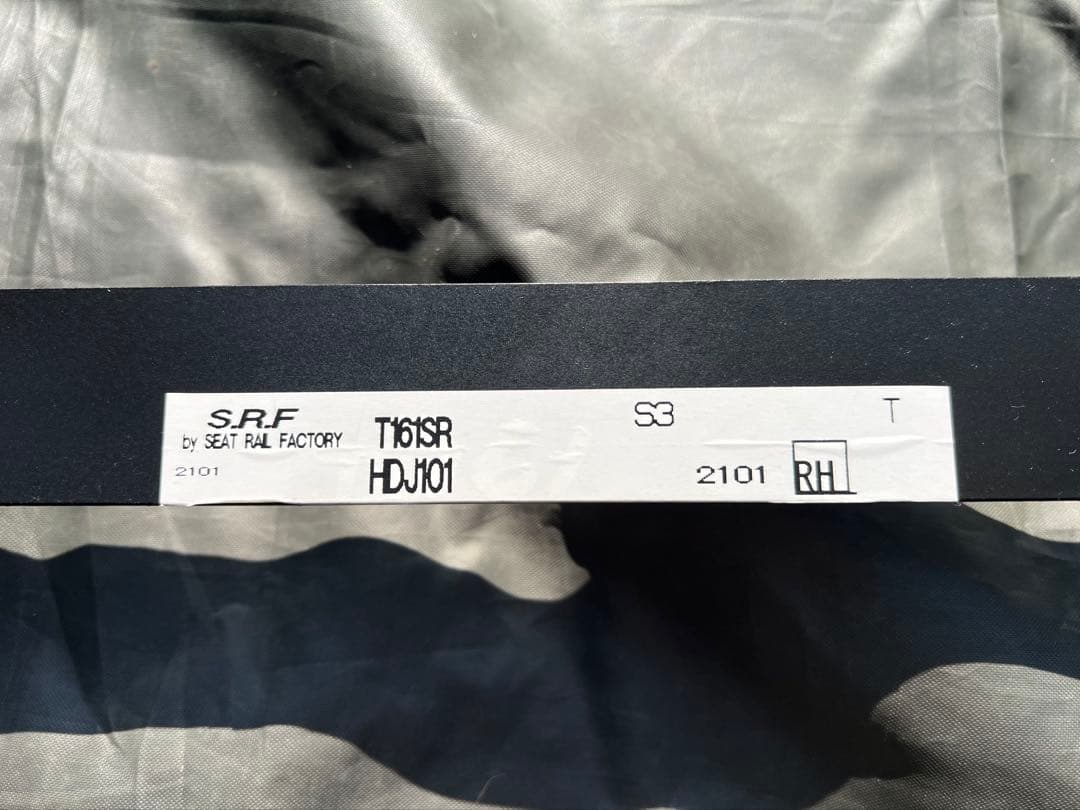 S.R.F
by SEAT RAIL FACTORY
2101
T161SR
HDJ101
S3
2101
RH
T